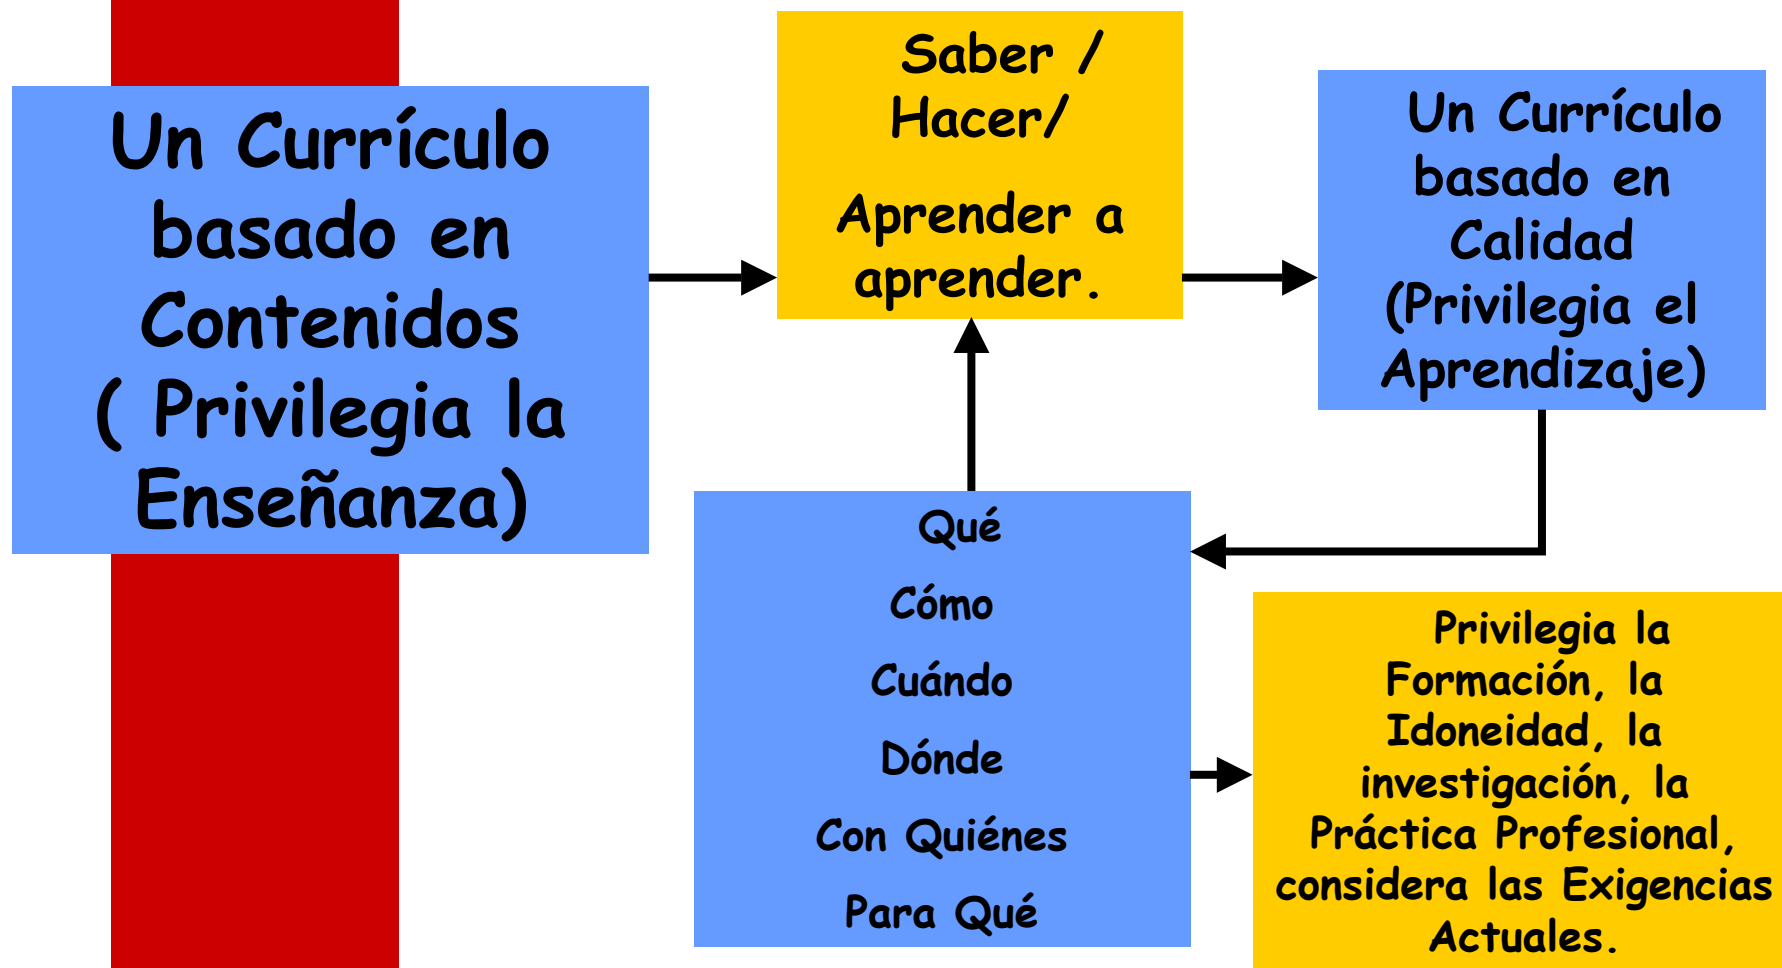 Un Currículo
basado en
Contenidos
( Privilegia la
Enseñanza)
Saber /
Hacer/
Aprender a
aprender.
Un Currículo
basado en
Calidad
(Privilegia el
Aprendizaje)
Qué
Cómo
Cuándo
Dónde
Con Quiénes
Para Qué
Privilegia la
Formación, la
Idoneidad, la
investigación, la
Práctica Profesional,
considera las Exigencias
Actuales.